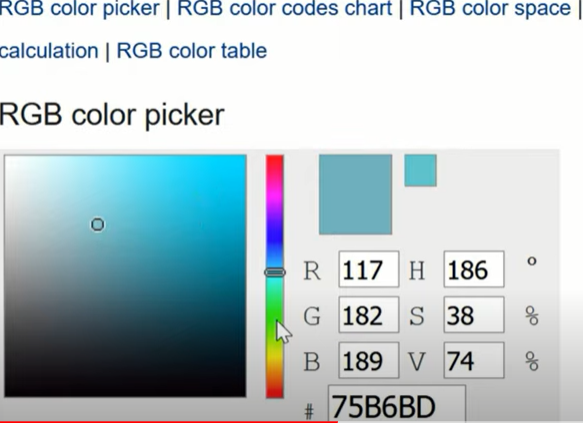 RGB color picker | RGB color codes chart | RGB color space |
calculation | RGB color table
RGB color picker
R 117 H 186 °
G 182 S 38 %
B 189 V 74 %
# 75B6BD